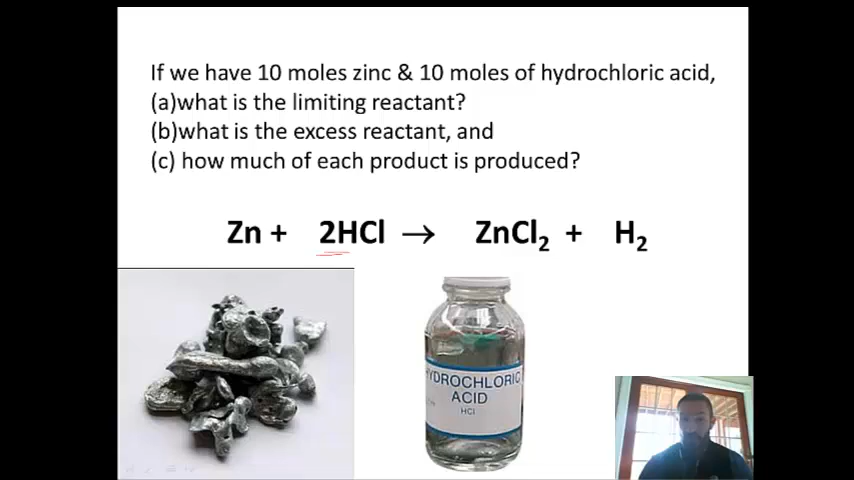 If we have 10 moles zinc & 10 moles of hydrochloric acid,
(a)what is the limiting reactant?
(b)what is the excess reactant, and
(c) how much of each product is produced?
Zn + 2HCl → ZnCl₂ + H₂
HYDROCHLORIC
ACID
HCl